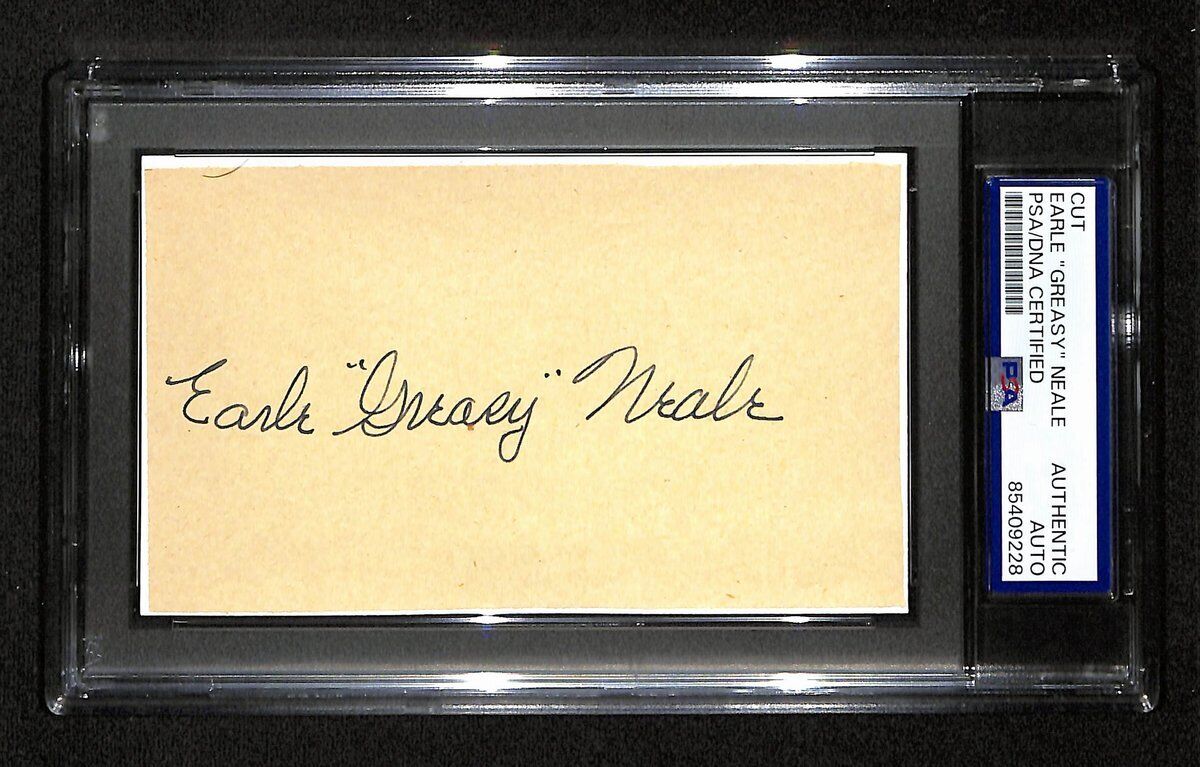 Earle "Greasy" Neale
CUT
EARLE "GREASY" NEALE AUTHENTIC
PSA/DNA CERTIFIED AUTO
PSA 85409228